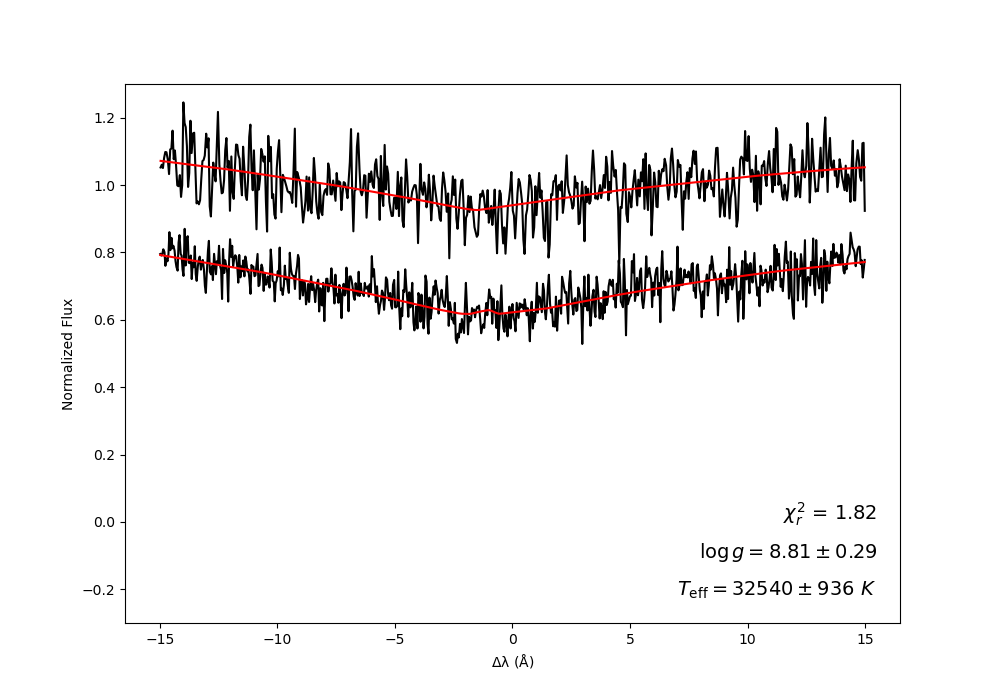 1.2
1.0
0.8
0.6
0.4
0.2
0.0
−0.2
Normalized Flux
χ²ᵣ = 1.82
log g = 8.81 ± 0.29
T_eff = 32540 ± 936 K
−15 −10 −5 0 5 10 15
Δλ (Å)